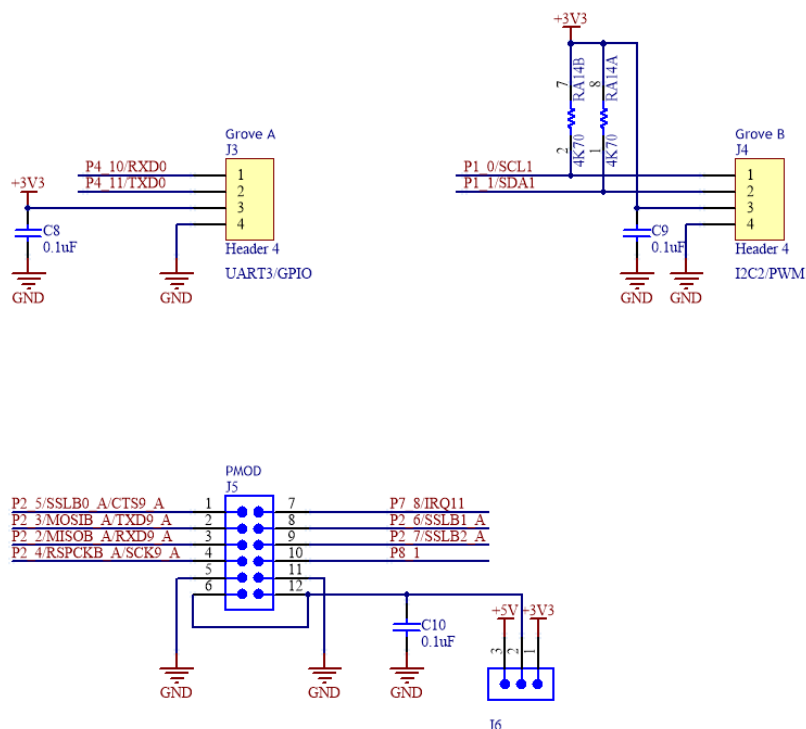 Grove A
J3
P4_10/RXD0
P4_11/TXD0
1
2
3
4
+3V3
C8
0.1uF
GND
GND
Header 4
UART3/GPIO
+3V3
7
RA14B
8
RA14A
2
4K70
1
4K70
Grove B
J4
P1_0/SCL1
P1_1/SDA1
1
2
3
4
C9
0.1uF
GND
GND
Header 4
I2C2/PWM
PMOD
J5
P2_5/SSLB0_A/CTS9_A 1 7 P7_8/IRQ11
P2_3/MOSIB_A/TXD9_A 2 8 P2_6/SSLB1_A
P2_2/MISOB_A/RXD9_A 3 9 P2_7/SSLB2_A
P2_4/RSPCKB_A/SCK9_A 4 10 P8_1
5 11
6 12
C10
0.1uF
+5V +3V3
3 2 1
GND GND GND
J6